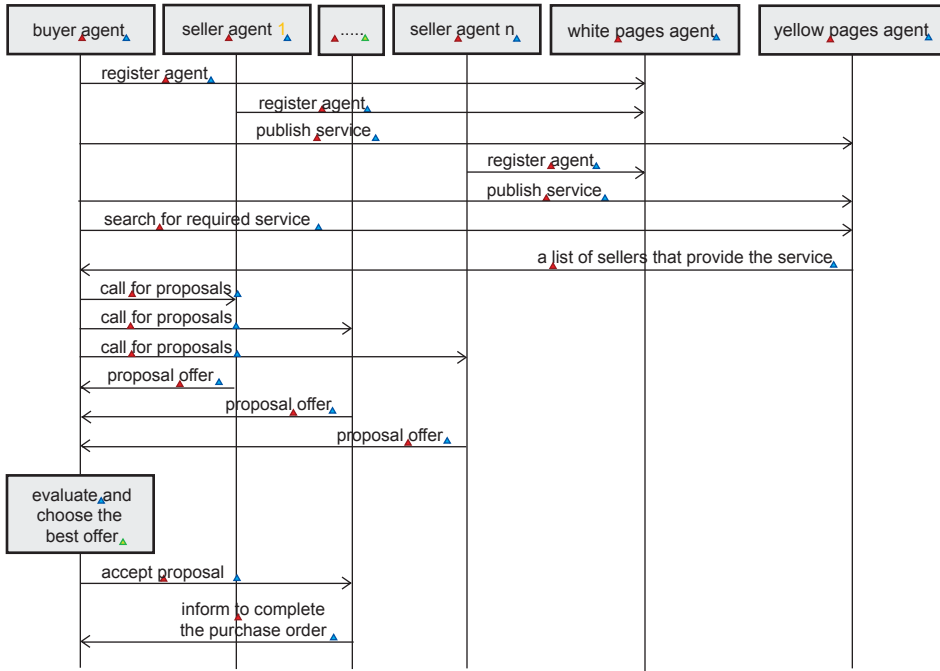 buyer agent
seller agent 1
.....
seller agent n
white pages agent
yellow pages agent
register agent
register agent
publish service
register agent
publish service
search for required service
a list of sellers that provide the service
call for proposals
call for proposals
call for proposals
proposal offer
proposal offer
proposal offer
evaluate and
choose the
best offer
accept proposal
inform to complete
the purchase order